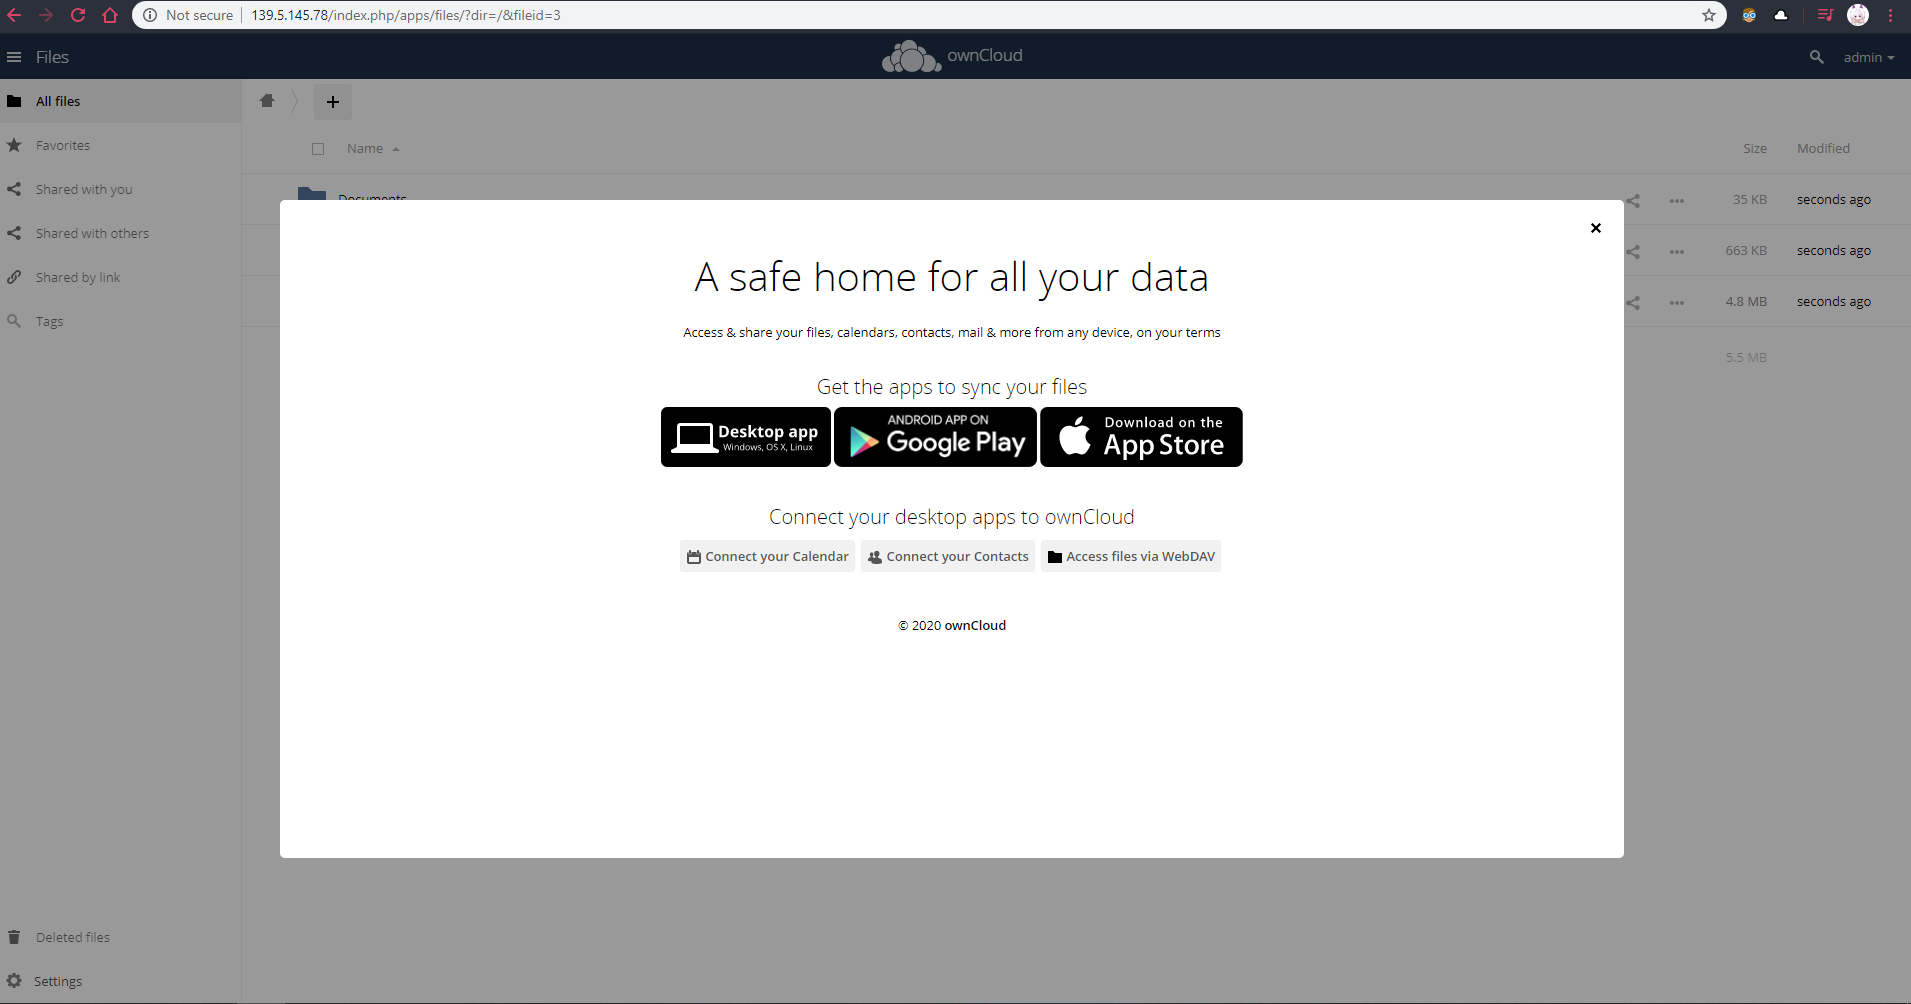 Not secure 139.5.145.78/index.php/apps/files/?dir=/&fileid=3
Files
ownCloud
admin
All files
Favorites
Shared with you
Shared with others
Shared by link
Tags
Deleted files
Settings
+
Name Size Modified
Documents 35 KB seconds ago
663 KB seconds ago
4.8 MB seconds ago
5.5 MB
×
A safe home for all your data
Access & share your files, calendars, contacts, mail & more from any device, on your terms
Get the apps to sync your files
Desktop app
Windows, OS X, Linux
ANDROID APP ON
Google Play
Download on the
App Store
Connect your desktop apps to ownCloud
Connect your Calendar
Connect your Contacts
Access files via WebDAV
© 2020 ownCloud